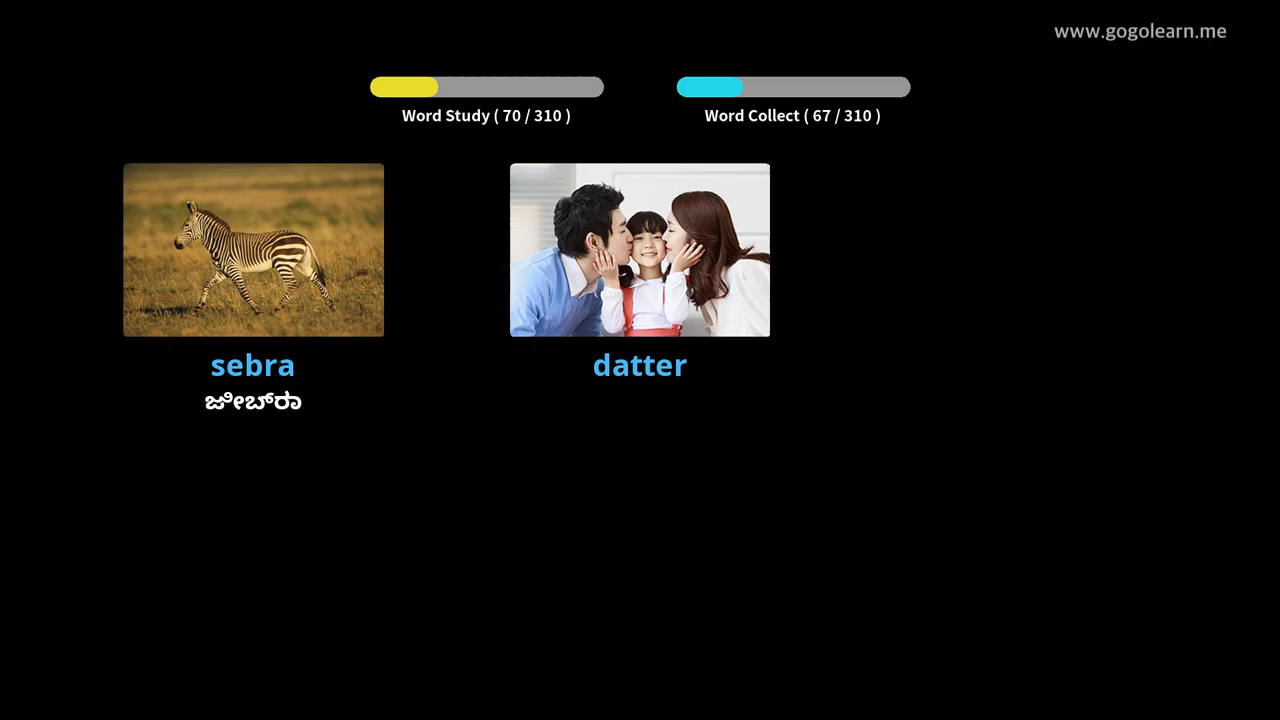 www.gogolearn.me
Word Study ( 70 / 310 )
Word Collect ( 67 / 310 )
sebra
datter
ಜೀಬ್ರಾ